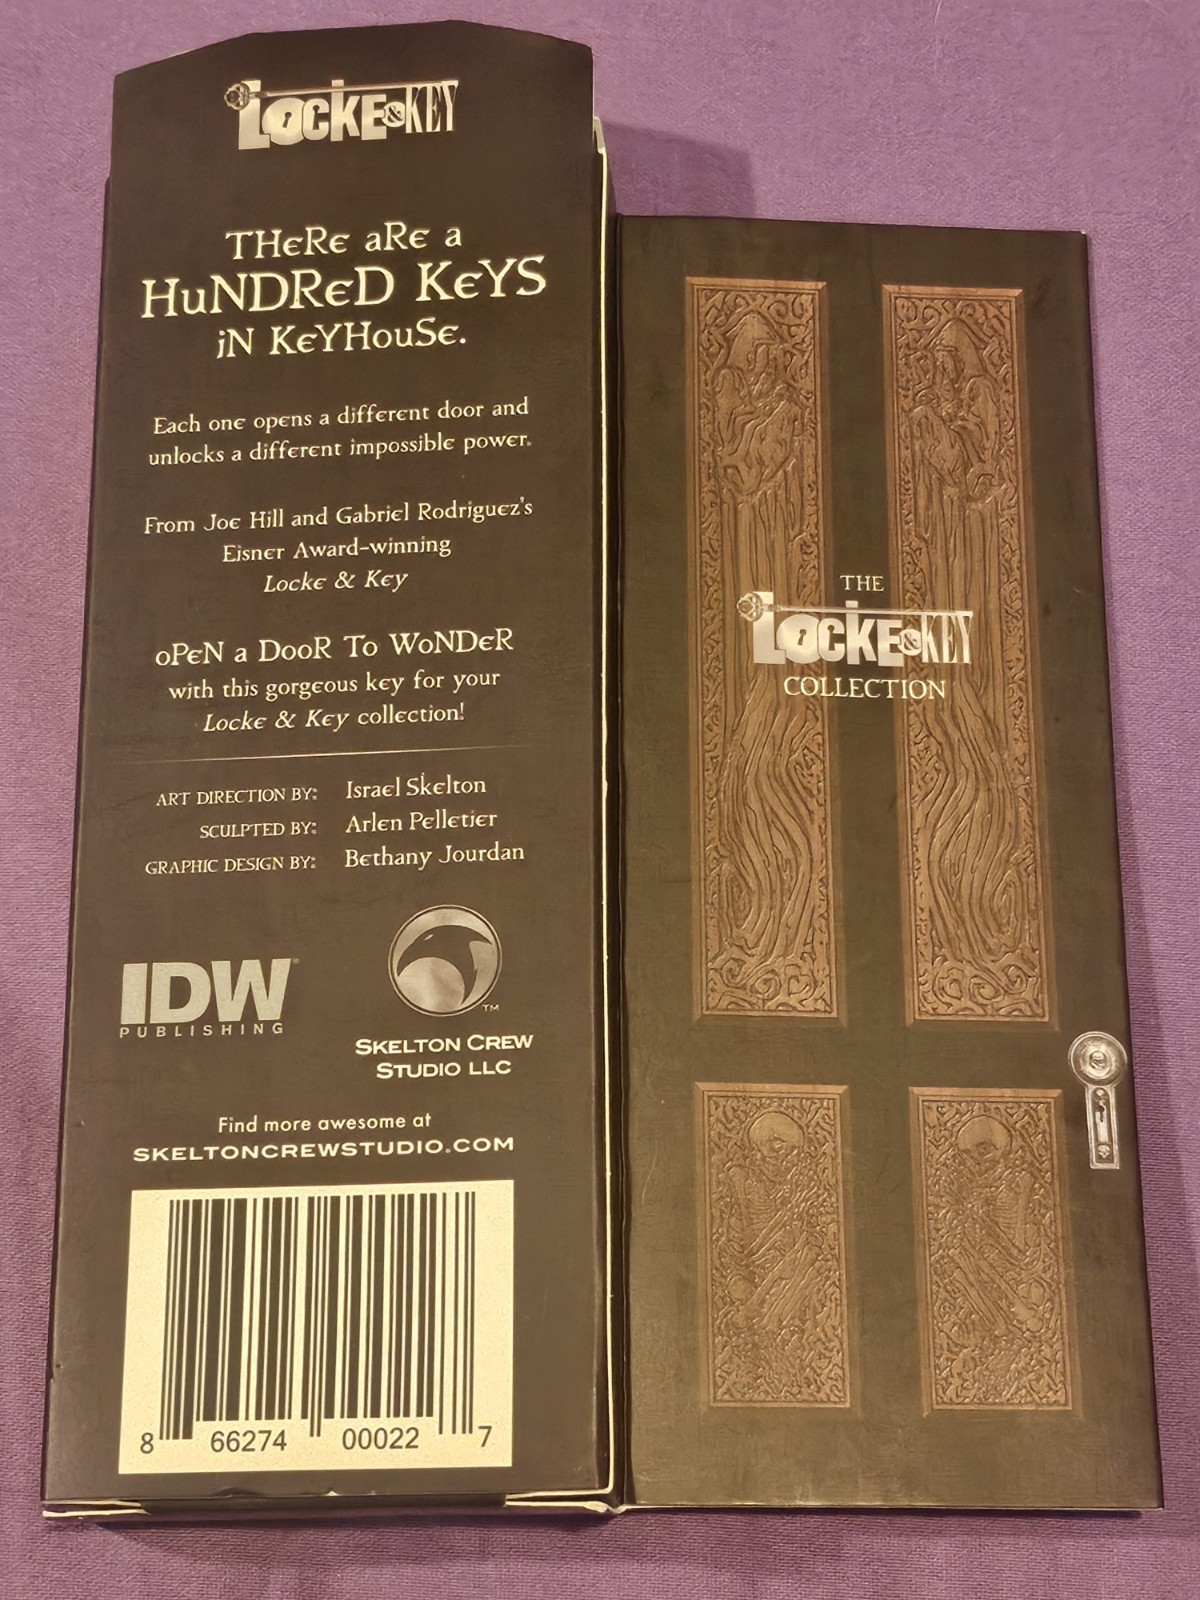 LOCKE & KEY
THeRe aRe a
HuNDReD KeYS
iN KeYHouSe.
Each one opens a different door and
unlocks a different impossible power.
From Joe Hill and Gabriel Rodriguez's
Eisner Award-winning
Locke & Key
oPeN a DooR To WoNDeR
with this gorgeous key for your
Locke & Key collection!
ART DIRECTION BY: Israel Skelton
SCULPTED BY: Arlen Pelletier
GRAPHIC DESIGN BY: Bethany Jourdan
IDW®
PUBLISHING
™
SKELTON CREW
STUDIO LLC
Find more awesome at
SKELTONCREWSTUDIO.COM
8 66274 00022 7
THE
LOCKE & KEY
COLLECTION